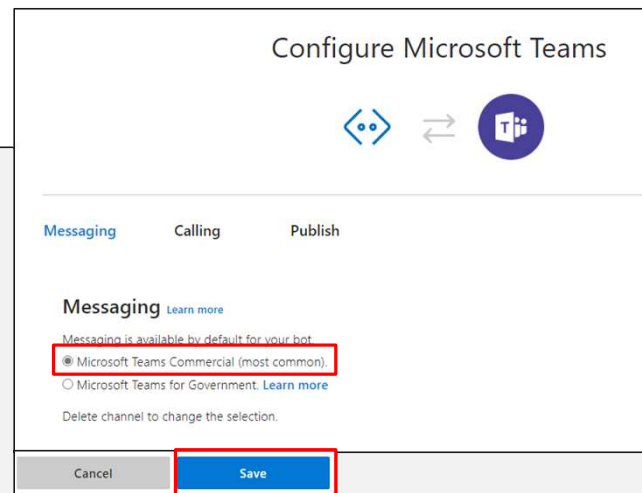 Configure Microsoft Teams
Messaging Calling Publish
Messaging Learn more
Messaging is available by default for your bot.
Microsoft Teams Commercial (most common).
Microsoft Teams for Government. Learn more
Delete channel to change the selection.
Cancel Save